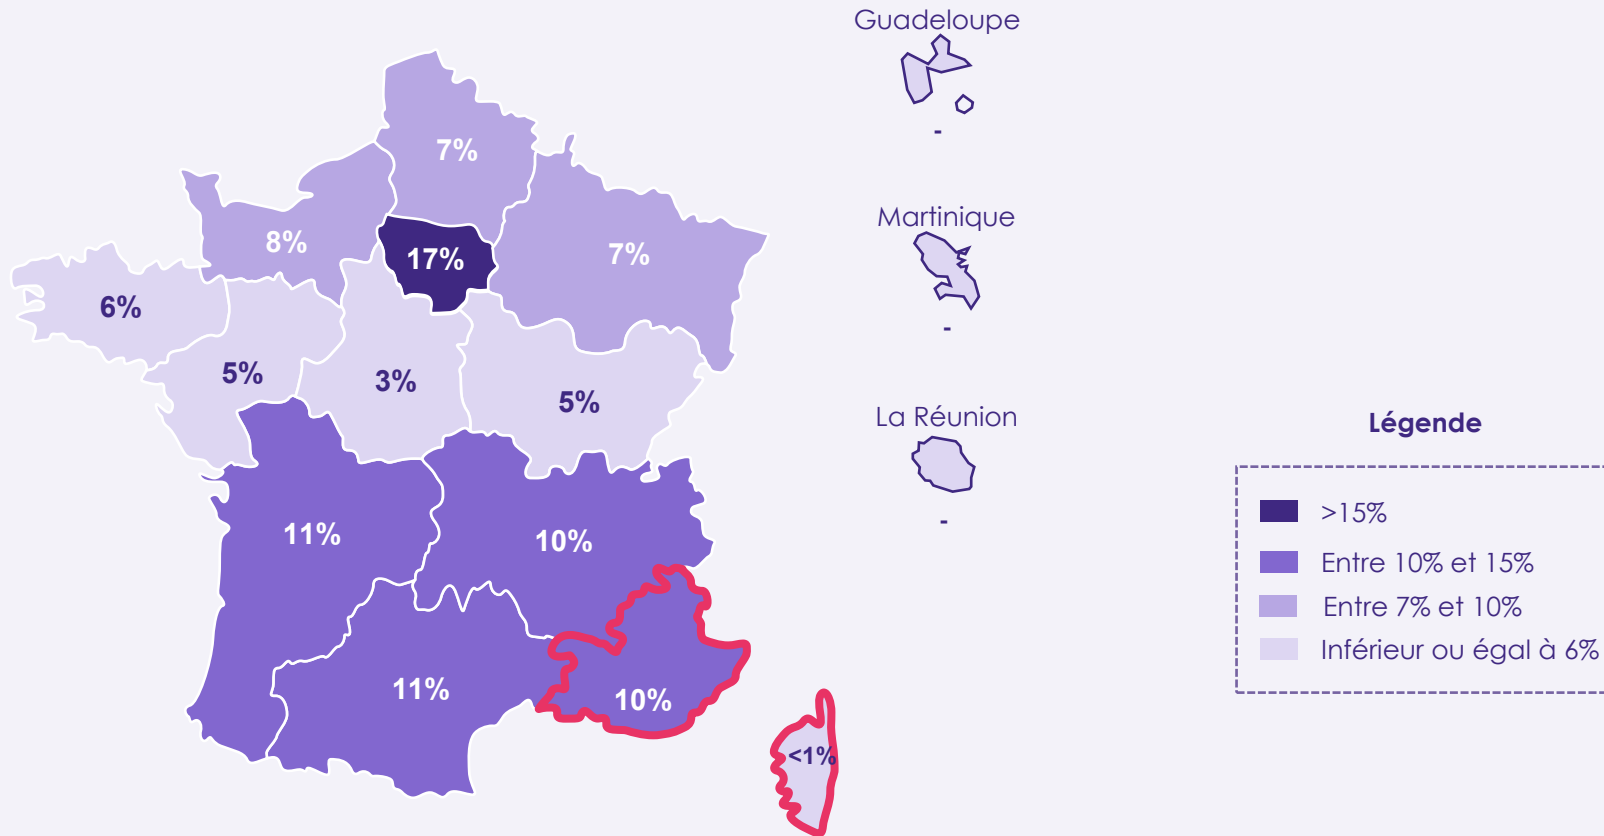 Guadeloupe
-
7%
Martinique
8%
17%
7%
6%
-
5%
3%
5%
La Réunion
-
11%
10%
11%
10%
<1%
Légende
>15%
Entre 10% et 15%
Entre 7% et 10%
Inférieur ou égal à 6%